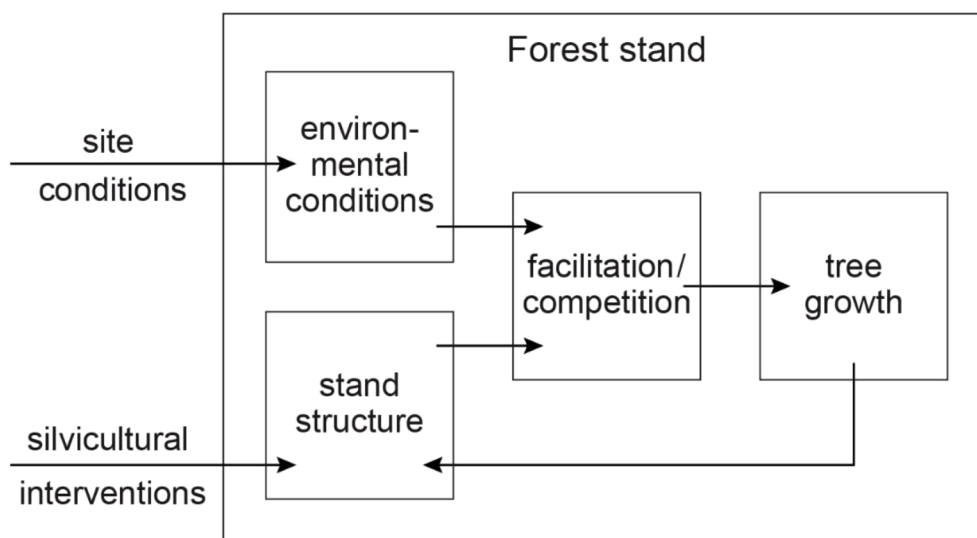 Forest stand
site
conditions
environ-
mental
conditions
facilitation/
competition
tree
growth
stand
structure
silvicultural
interventions